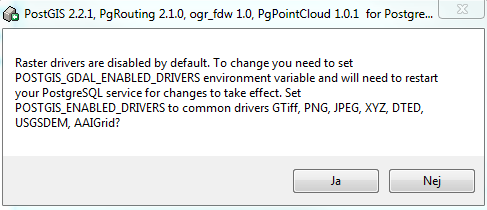 PostGIS 2.2.1, PgRouting 2.1.0, ogr_fdw 1.0, PgPointCloud 1.0.1 for Postgre...
Raster drivers are disabled by default. To change you need to set
POSTGIS_GDAL_ENABLED_DRIVERS environment variable and will need to restart
your PostgreSQL service for changes to take effect. Set
POSTGIS_ENABLED_DRIVERS to common drivers GTiff, PNG, JPEG, XYZ, DTED,
USGSDEM, AAIGrid?
Ja Nej